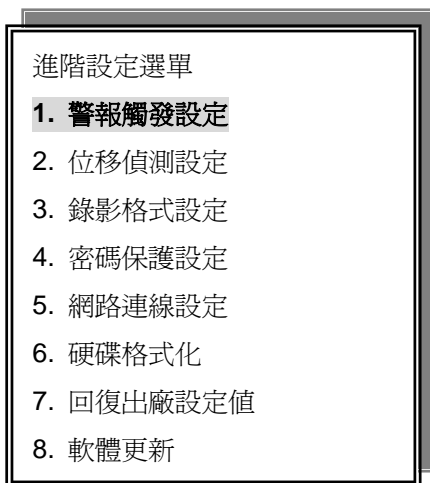 進階設定選單
1. 警報觸發設定
2. 位移偵測設定
3. 錄影格式設定
4. 密碼保護設定
5. 網路連線設定
6. 硬碟格式化
7. 回復出廠設定值
8. 軟體更新